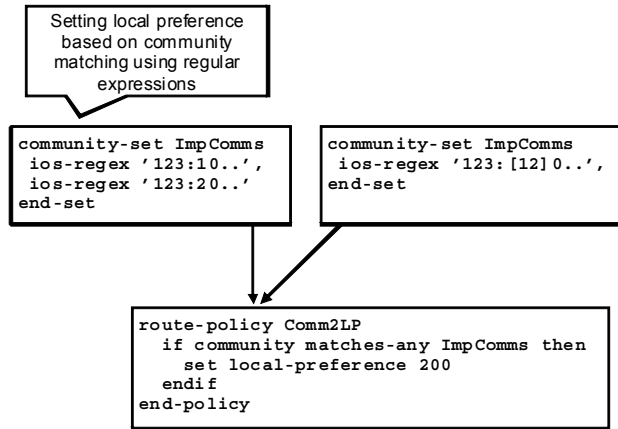 Setting local preference
based on community
matching using regular
expressions
community-set ImpComms
ios-regex ’123:10..’,
ios-regex ’123:20..’
end-set
community-set ImpComms
ios-regex ’123:[12]0..’,
end-set
route-policy Comm2LP
if community matches-any ImpComms then
set local-preference 200
endif
end-policy